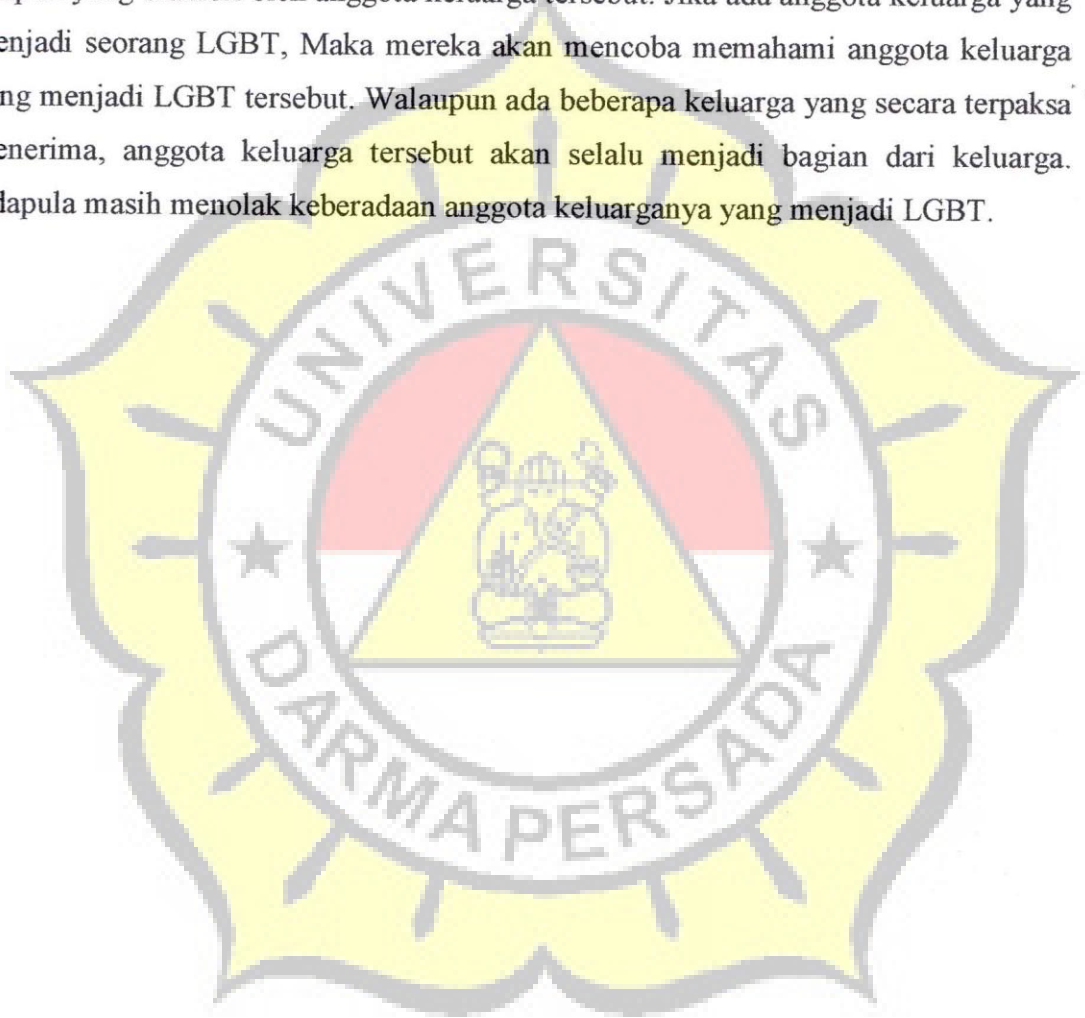 yang oleh anggota keluarga tersebut. Jika ada anggota keluarga yang
enjadi seorang LGBT, Maka mereka akan mencoba memahami anggota keluarga
ng menjadi LGBT tersebut. Walaupun ada beberapa keluarga yang secara terpaksa
enerima, anggota keluarga tersebut akan selalu menjadi bagian dari keluarga.
dapula masih menolak keberadaan anggota keluarganya yang menjadi LGBT.
UNIVERSITAS
DARMA PERSADA